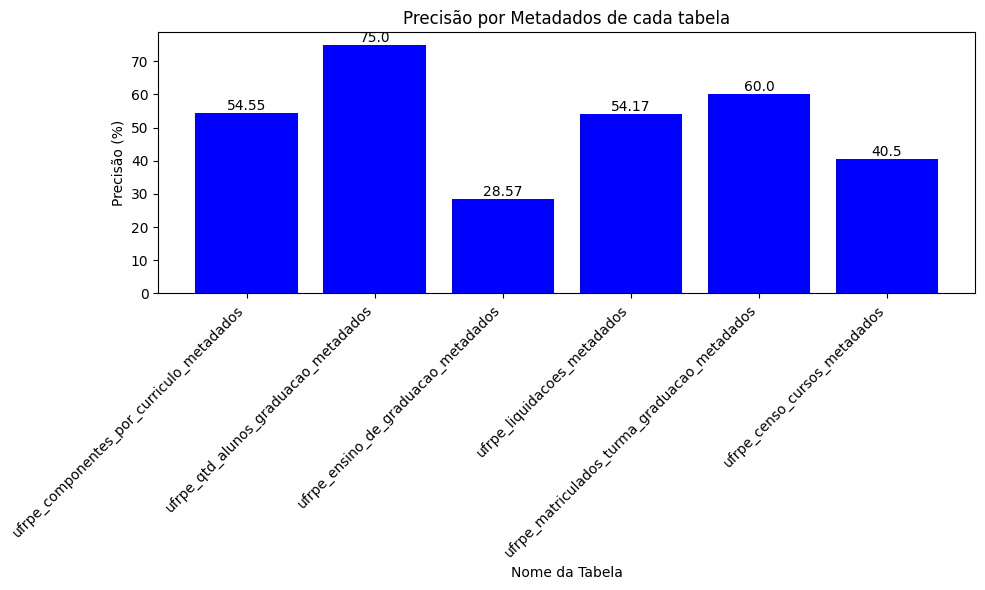 Precisão por Metadados de cada tabela
Precisão (%)
70
60
50
40
30
20
10
0
54.55
75.0
28.57
54.17
60.0
40.5
ufrpe_componentes_por_curriculo_metadados
ufrpe_qtd_alunos_graduacao_metadados
ufrpe_ensino_de_graduacao_metadados
ufrpe_liquidacoes_metadados
ufrpe_matriculados_turma_graduacao_metadados
ufrpe_censo_cursos_metadados
Nome da Tabela